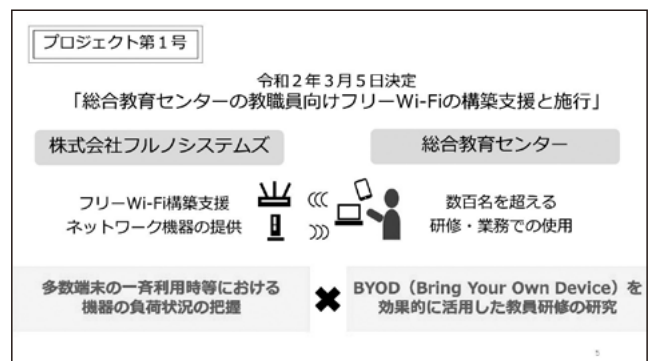 プロジェクト第1号
令和2年3月5日決定
「総合教育センターの教職員向けフリーWi-Fiの構築支援と施行」
株式会社フルノシステムズ
総合教育センター
フリーWi-Fi構築支援
ネットワーク機器の提供
数百名を超える
研修・業務での使用
多数端末の一斉利用時等における
機器の負荷状況の把握
BYOD（Bring Your Own Device）を
効果的に活用した教員研修の研究
5